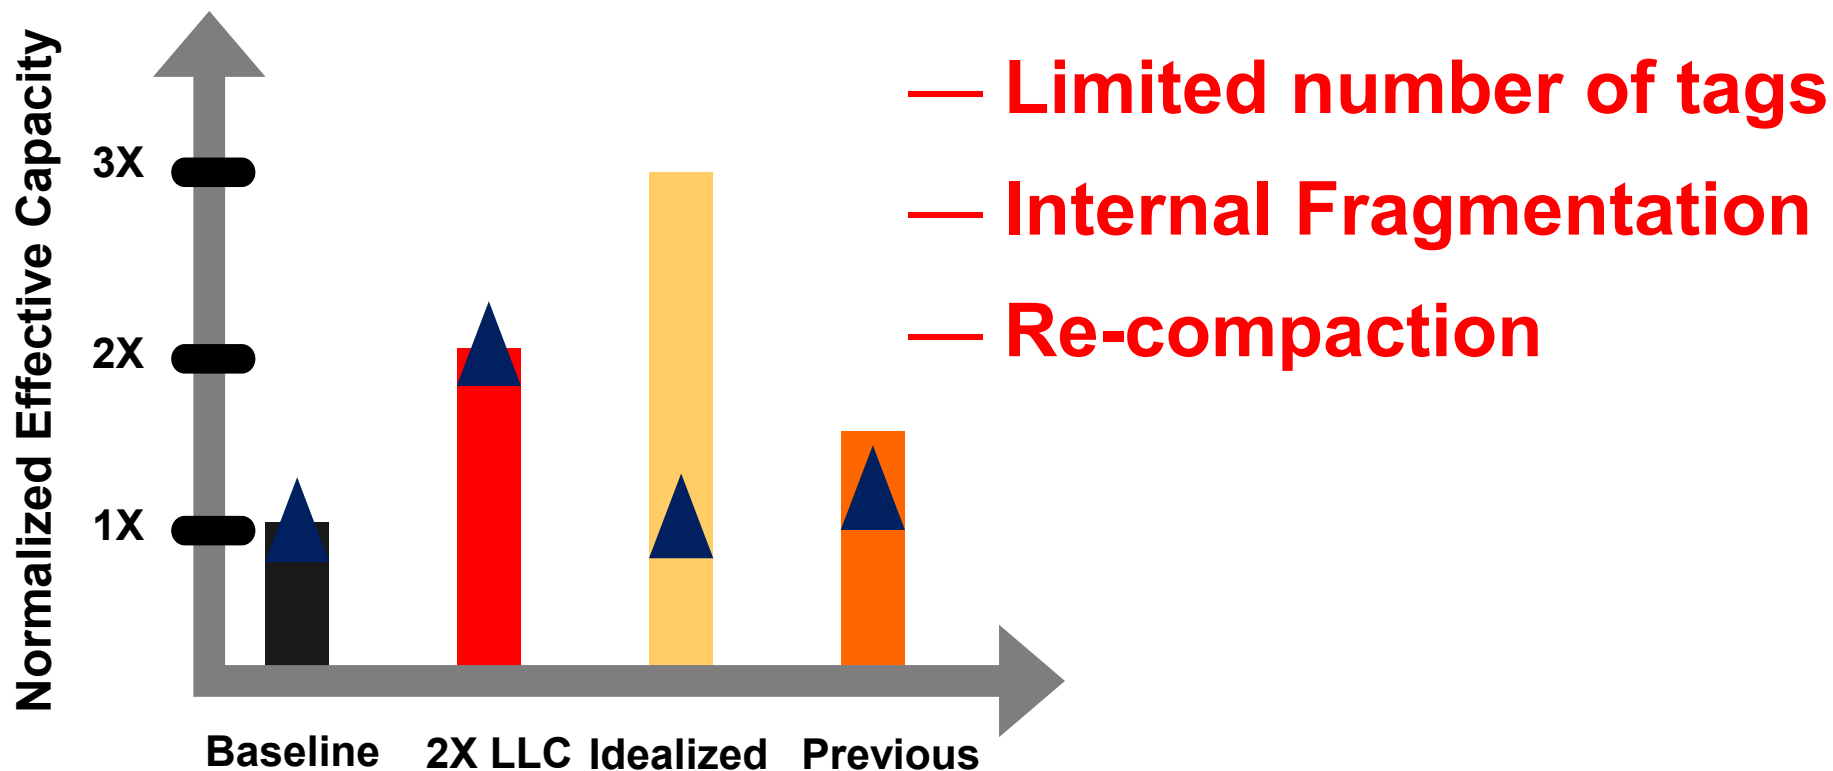 Normalized Effective Capacity
3X
2X
1X
Baseline
2X LLC
Idealized
Previous
— Limited number of tags
— Internal Fragmentation
— Re-compaction